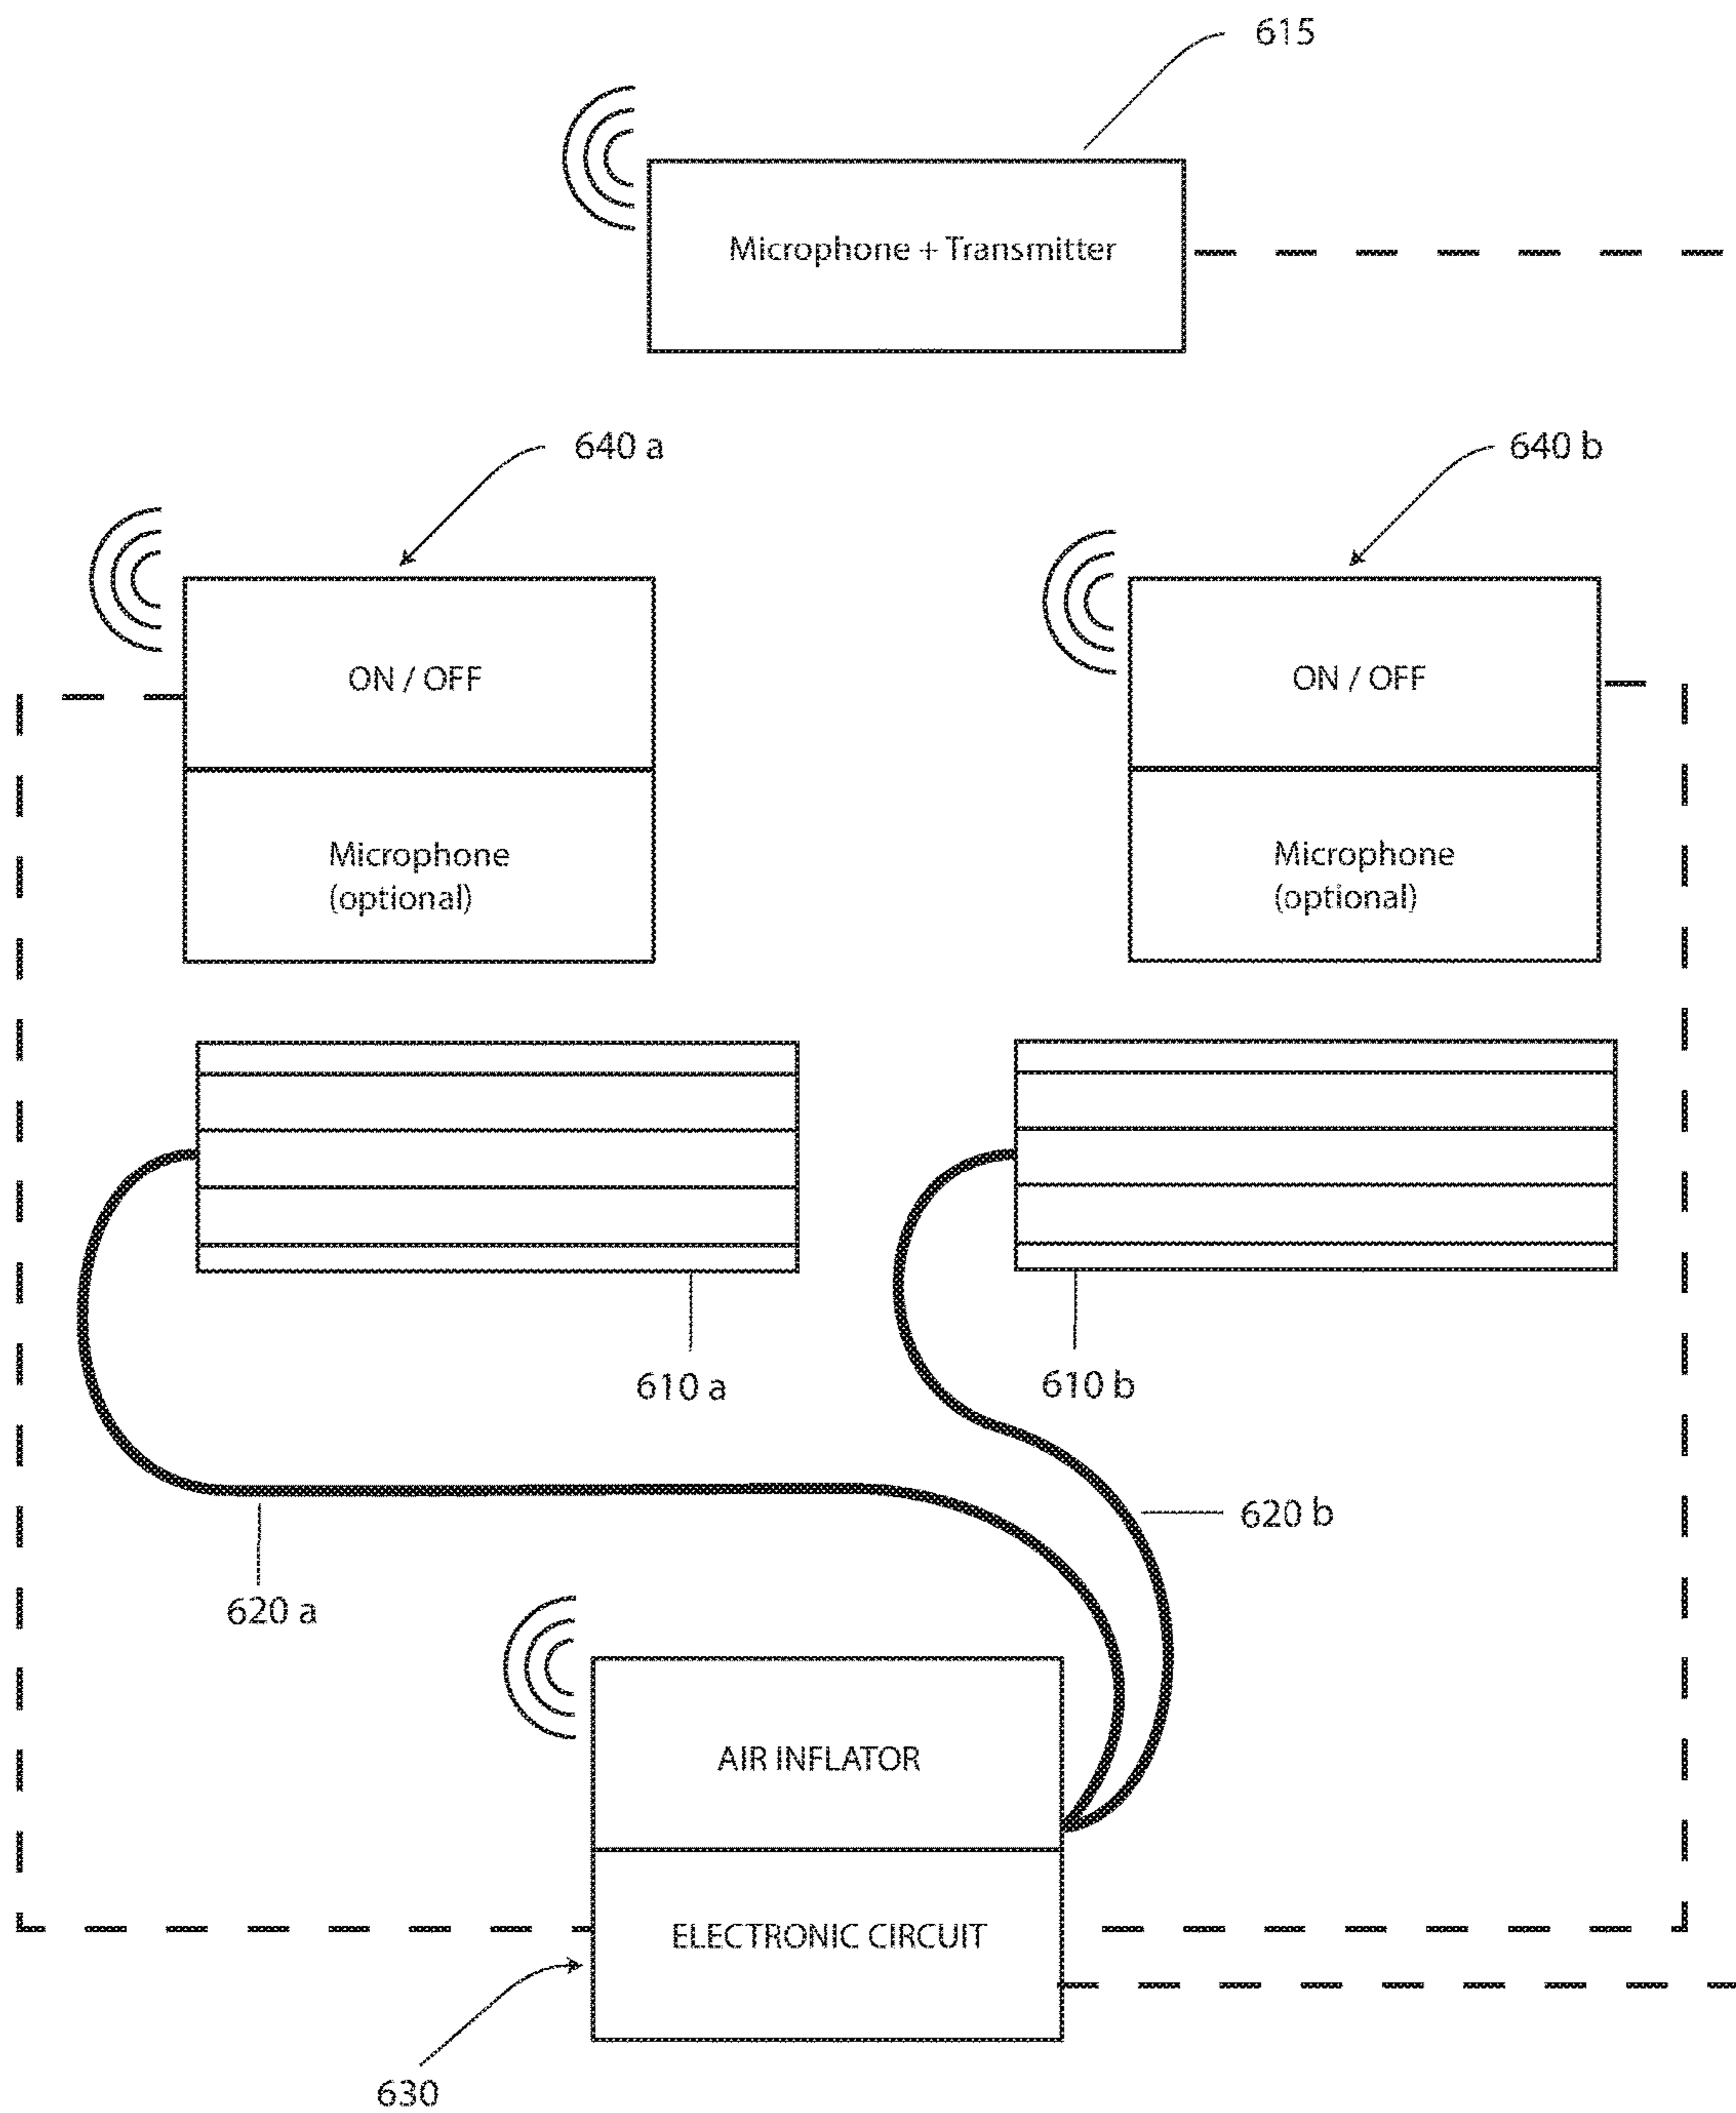 615
Microphone + Transmitter
640 a
640 b
ON / OFF
ON / OFF
Microphone
(optional)
Microphone
(optional)
610 a
610 b
620 b
620 a
AIR INFLATOR
ELECTRONIC CIRCUIT
630